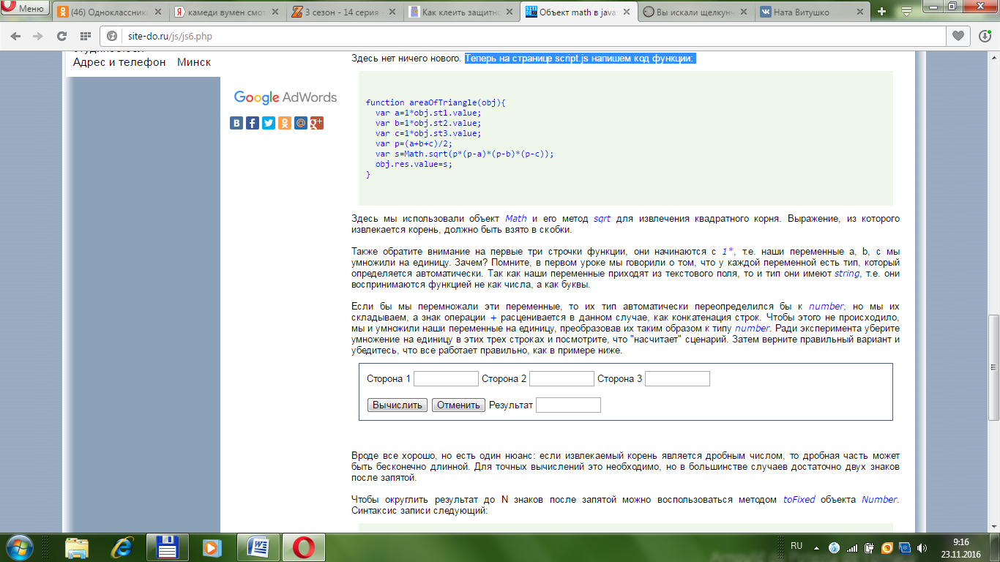 Меню
(46) Одноклассник
камеди вумен смот
3 сезон - 14 серия
Как клеить защитн
Объект math в java
Вы искали щелкунч
Ната Витушко
site-do.ru/js/js6.php
Адрес и телефон Минск
Google AdWords
Здесь нет ничего нового. Теперь на странице script.js напишем код функции:
function areaOfTriangle(obj){
var a=1*obj.st1.value;
var b=1*obj.st2.value;
var c=1*obj.st3.value;
var p=(a+b+c)/2;
var s=Math.sqrt(p*(p-a)*(p-b)*(p-c));
obj.res.value=s;
}
Здесь мы использовали объект Math и его метод sqrt для извлечения квадратного корня. Выражение, из которого
извлекается корень, должно быть взято в скобки.
Также обратите внимание на первые три строчки функции, они начинаются с 1*, т.е. наши переменные a, b, c мы
умножили на единицу. Зачем? Помните, в первом уроке мы говорили о том, что у каждой переменной есть тип, который
определяется автоматически. Так как наши переменные приходят из текстового поля, то и тип они имеют string, т.е. они
воспринимаются функцией не как числа, а как буквы.
Если бы мы перемножали эти переменные, то их тип автоматически переопределился бы к number, но мы их
складываем, а знак операции + расценивается в данном случае, как конкатенация строк. Чтобы этого не происходило,
мы и умножили наши переменные на единицу, преобразовав их таким образом к типу number. Ради эксперимента уберите
умножение на единицу в этих трех строках и посмотрите, что "насчитает" сценарий. Затем верните правильный вариант и
убедитесь, что все работает правильно, как в примере ниже.
Сторона 1 Сторона 2 Сторона 3
Вычислить Отменить Результат
Вроде все хорошо, но есть один нюанс: если извлекаемый корень является дробным числом, то дробная часть может
быть бесконечно длинной. Для точных вычислений это необходимо, но в большинстве случаев достаточно двух знаков
после запятой.
Чтобы округлить результат до N знаков после запятой можно воспользоваться методом toFixed объекта Number.
Синтаксис записи следующий:
RU
9:16
23.11.2016